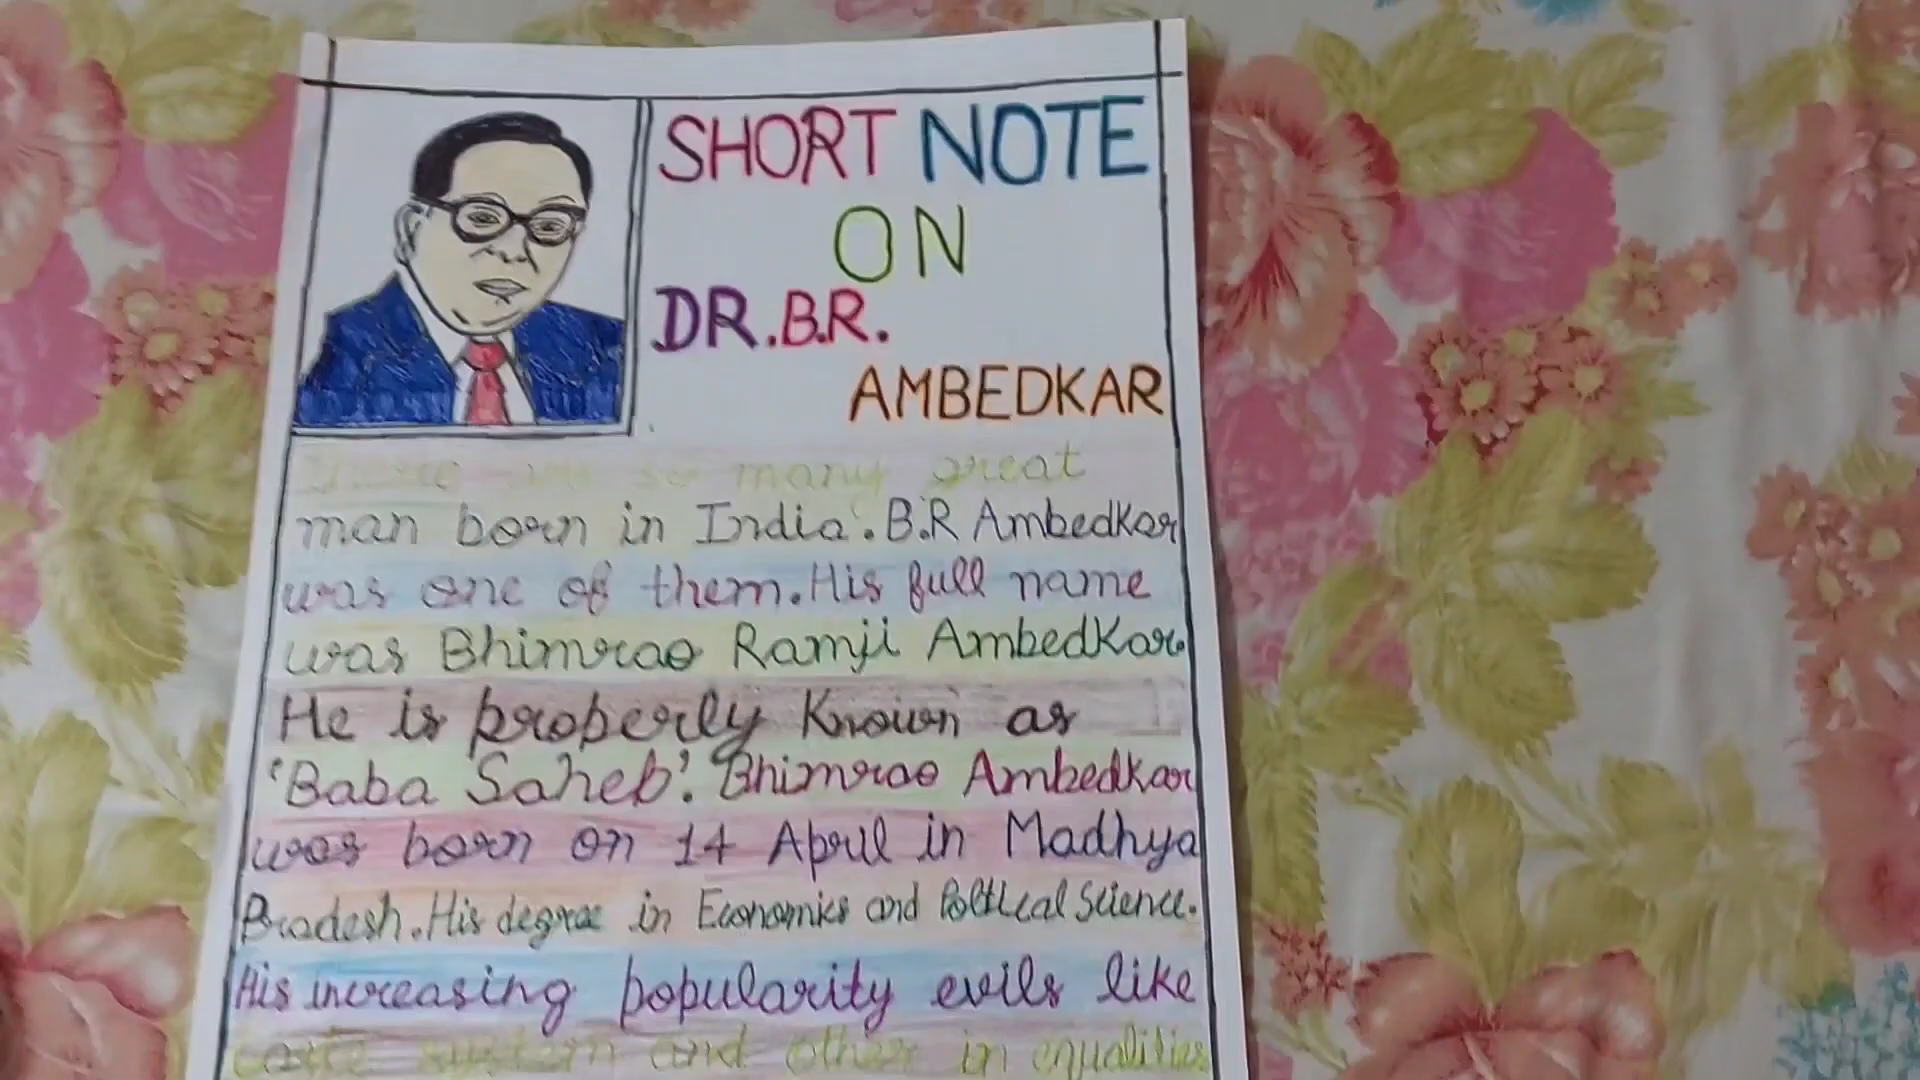 SHORT NOTE
ON
DR.B.R.
AMBEDKAR
There are so many great
man born in India. B.R Ambedkar
was one of them. His full name
was Bhimrao Ramji Ambedkar.
He is properly Known as
'Baba Saheb'. Bhimrao Ambedkar
was born on 14 April in Madhya
Pradesh. His degree in Economics and Political Science.
His increasing popularity evils like
caste system and other in equalities